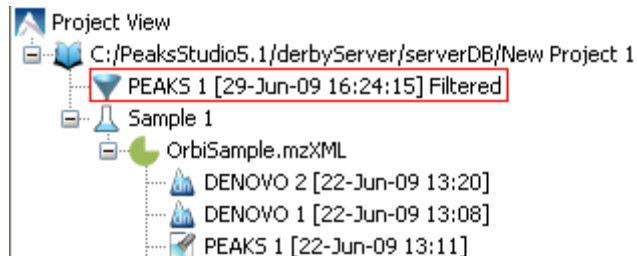 Project View
C:/PeaksStudio5.1/derbyServer/serverDB/New Project 1
PEAKS 1 [29-Jun-09 16:24:15] Filtered
Sample 1
OrbiSample.mzXML
DENOVO 2 [22-Jun-09 13:20]
DENOVO 1 [22-Jun-09 13:08]
PEAKS 1 [22-Jun-09 13:11]